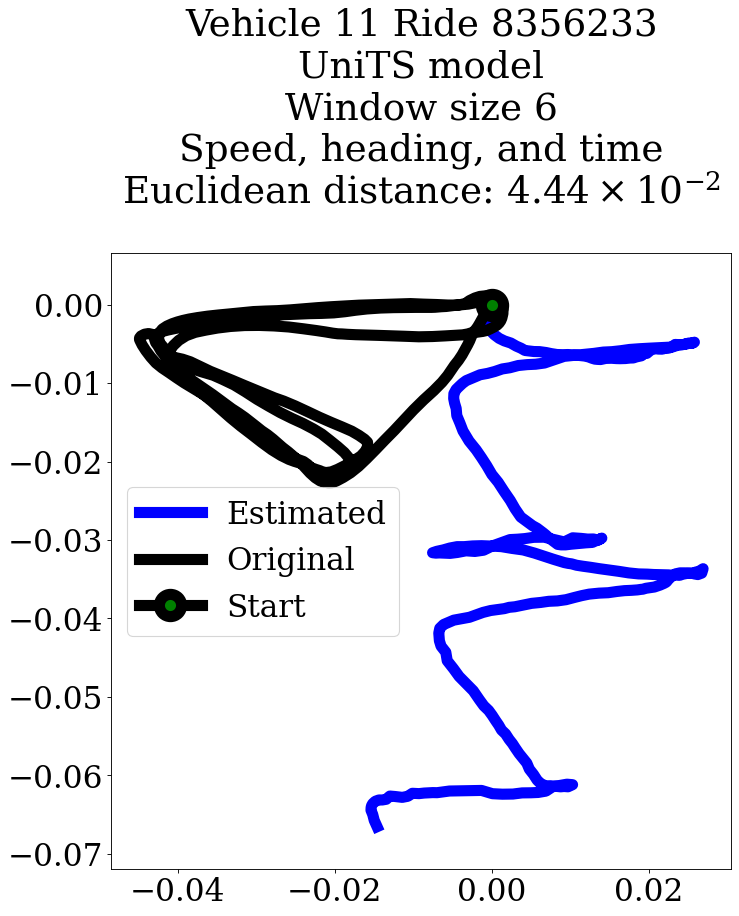 Vehicle 11 Ride 8356233
UniTS model
Window size 6
Speed, heading, and time
Euclidean distance: 4.44 × 10⁻²
0.00
−0.01
−0.02
−0.03
−0.04
−0.05
−0.06
−0.07
Estimated
Original
Start
−0.04 −0.02 0.00 0.02